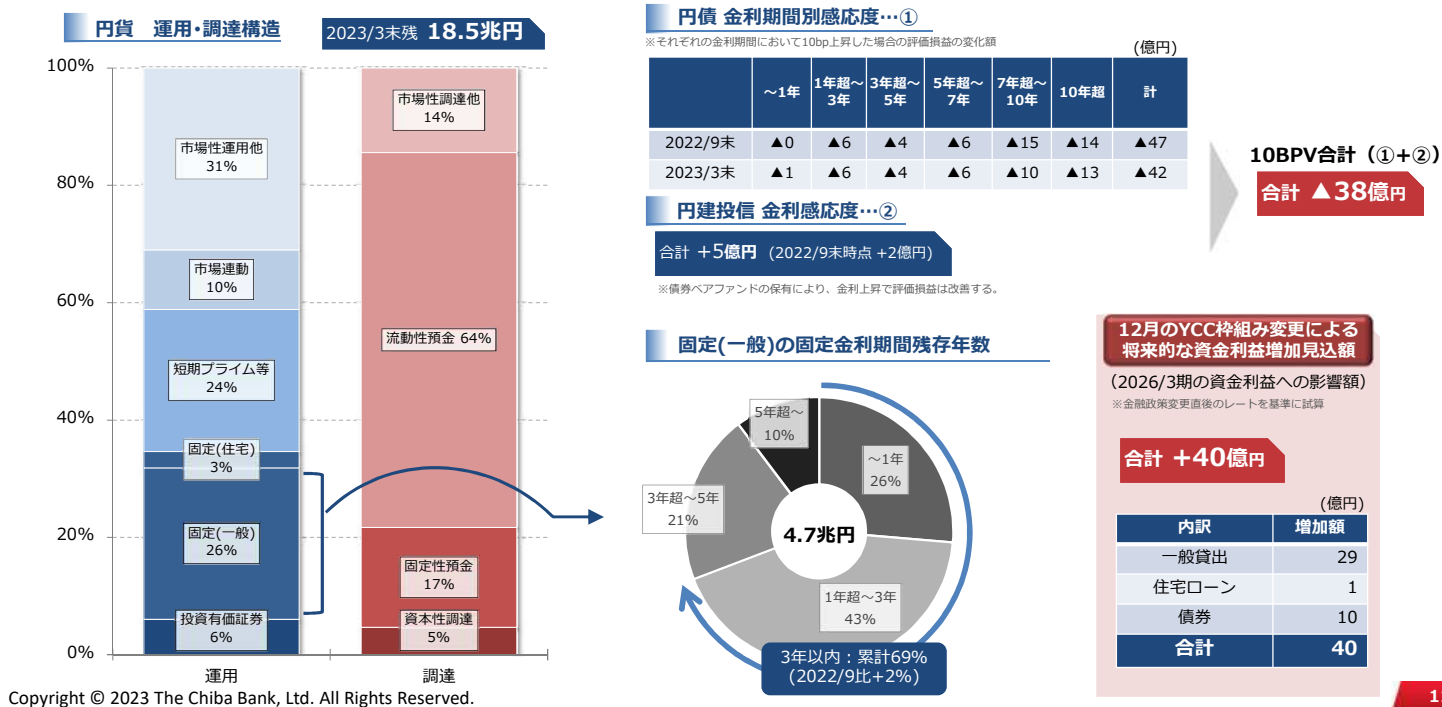 円貨 運用・調達構造
2023/3末残 18.5兆円
100%
80%
60%
40%
20%
0%
市場性運用他
31%
市場連動
10%
短期プライム等
24%
固定(住宅)
3%
固定(一般)
26%
投資有価証券
6%
運用
市場性調達他
14%
流動性預金 64%
固定性預金
17%
資本性調達
5%
調達
円債 金利期間別感応度…①
※それぞれの金利期間において10bp上昇した場合の評価損益の変化額
(億円)
～1年 1年超～3年 3年超～5年 5年超～7年 7年超～10年 10年超 計
2022/9末 ▲0 ▲6 ▲4 ▲6 ▲15 ▲14 ▲47
2023/3末 ▲1 ▲6 ▲4 ▲6 ▲10 ▲13 ▲42
円建投信 金利感応度…②
合計 +5億円 (2022/9末時点 +2億円)
※債券ベアファンドの保有により、金利上昇で評価損益は改善する。
10BPV合計（①+②）
合計 ▲38億円
固定(一般)の固定金利期間残存年数
5年超～
10%
～1年
26%
3年超～5年
21%
4.7兆円
1年超～3年
43%
3年以内：累計69%
(2022/9比+2%)
12月のYCC枠組み変更による
将来的な資金利益増加見込額
（2026/3期の資金利益への影響額）
※金融政策変更直後のレートを基準に試算
合計 +40億円
(億円)
内訳 増加額
一般貸出 29
住宅ローン 1
債券 10
合計 40
Copyright © 2023 The Chiba Bank, Ltd. All Rights Reserved.